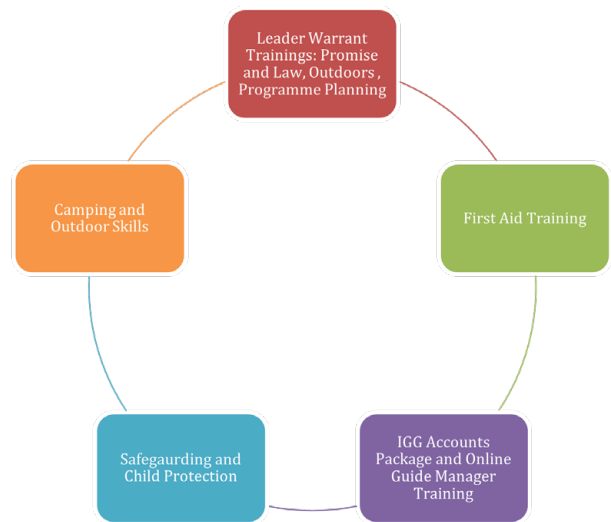 Leader Warrant
Trainings: Promise
and Law, Outdoors ,
Programme Planning
First Aid Training
IGG Accounts
Package and Online
Guide Manager
Training
Safegaurding and
Child Protection
Camping and
Outdoor Skills